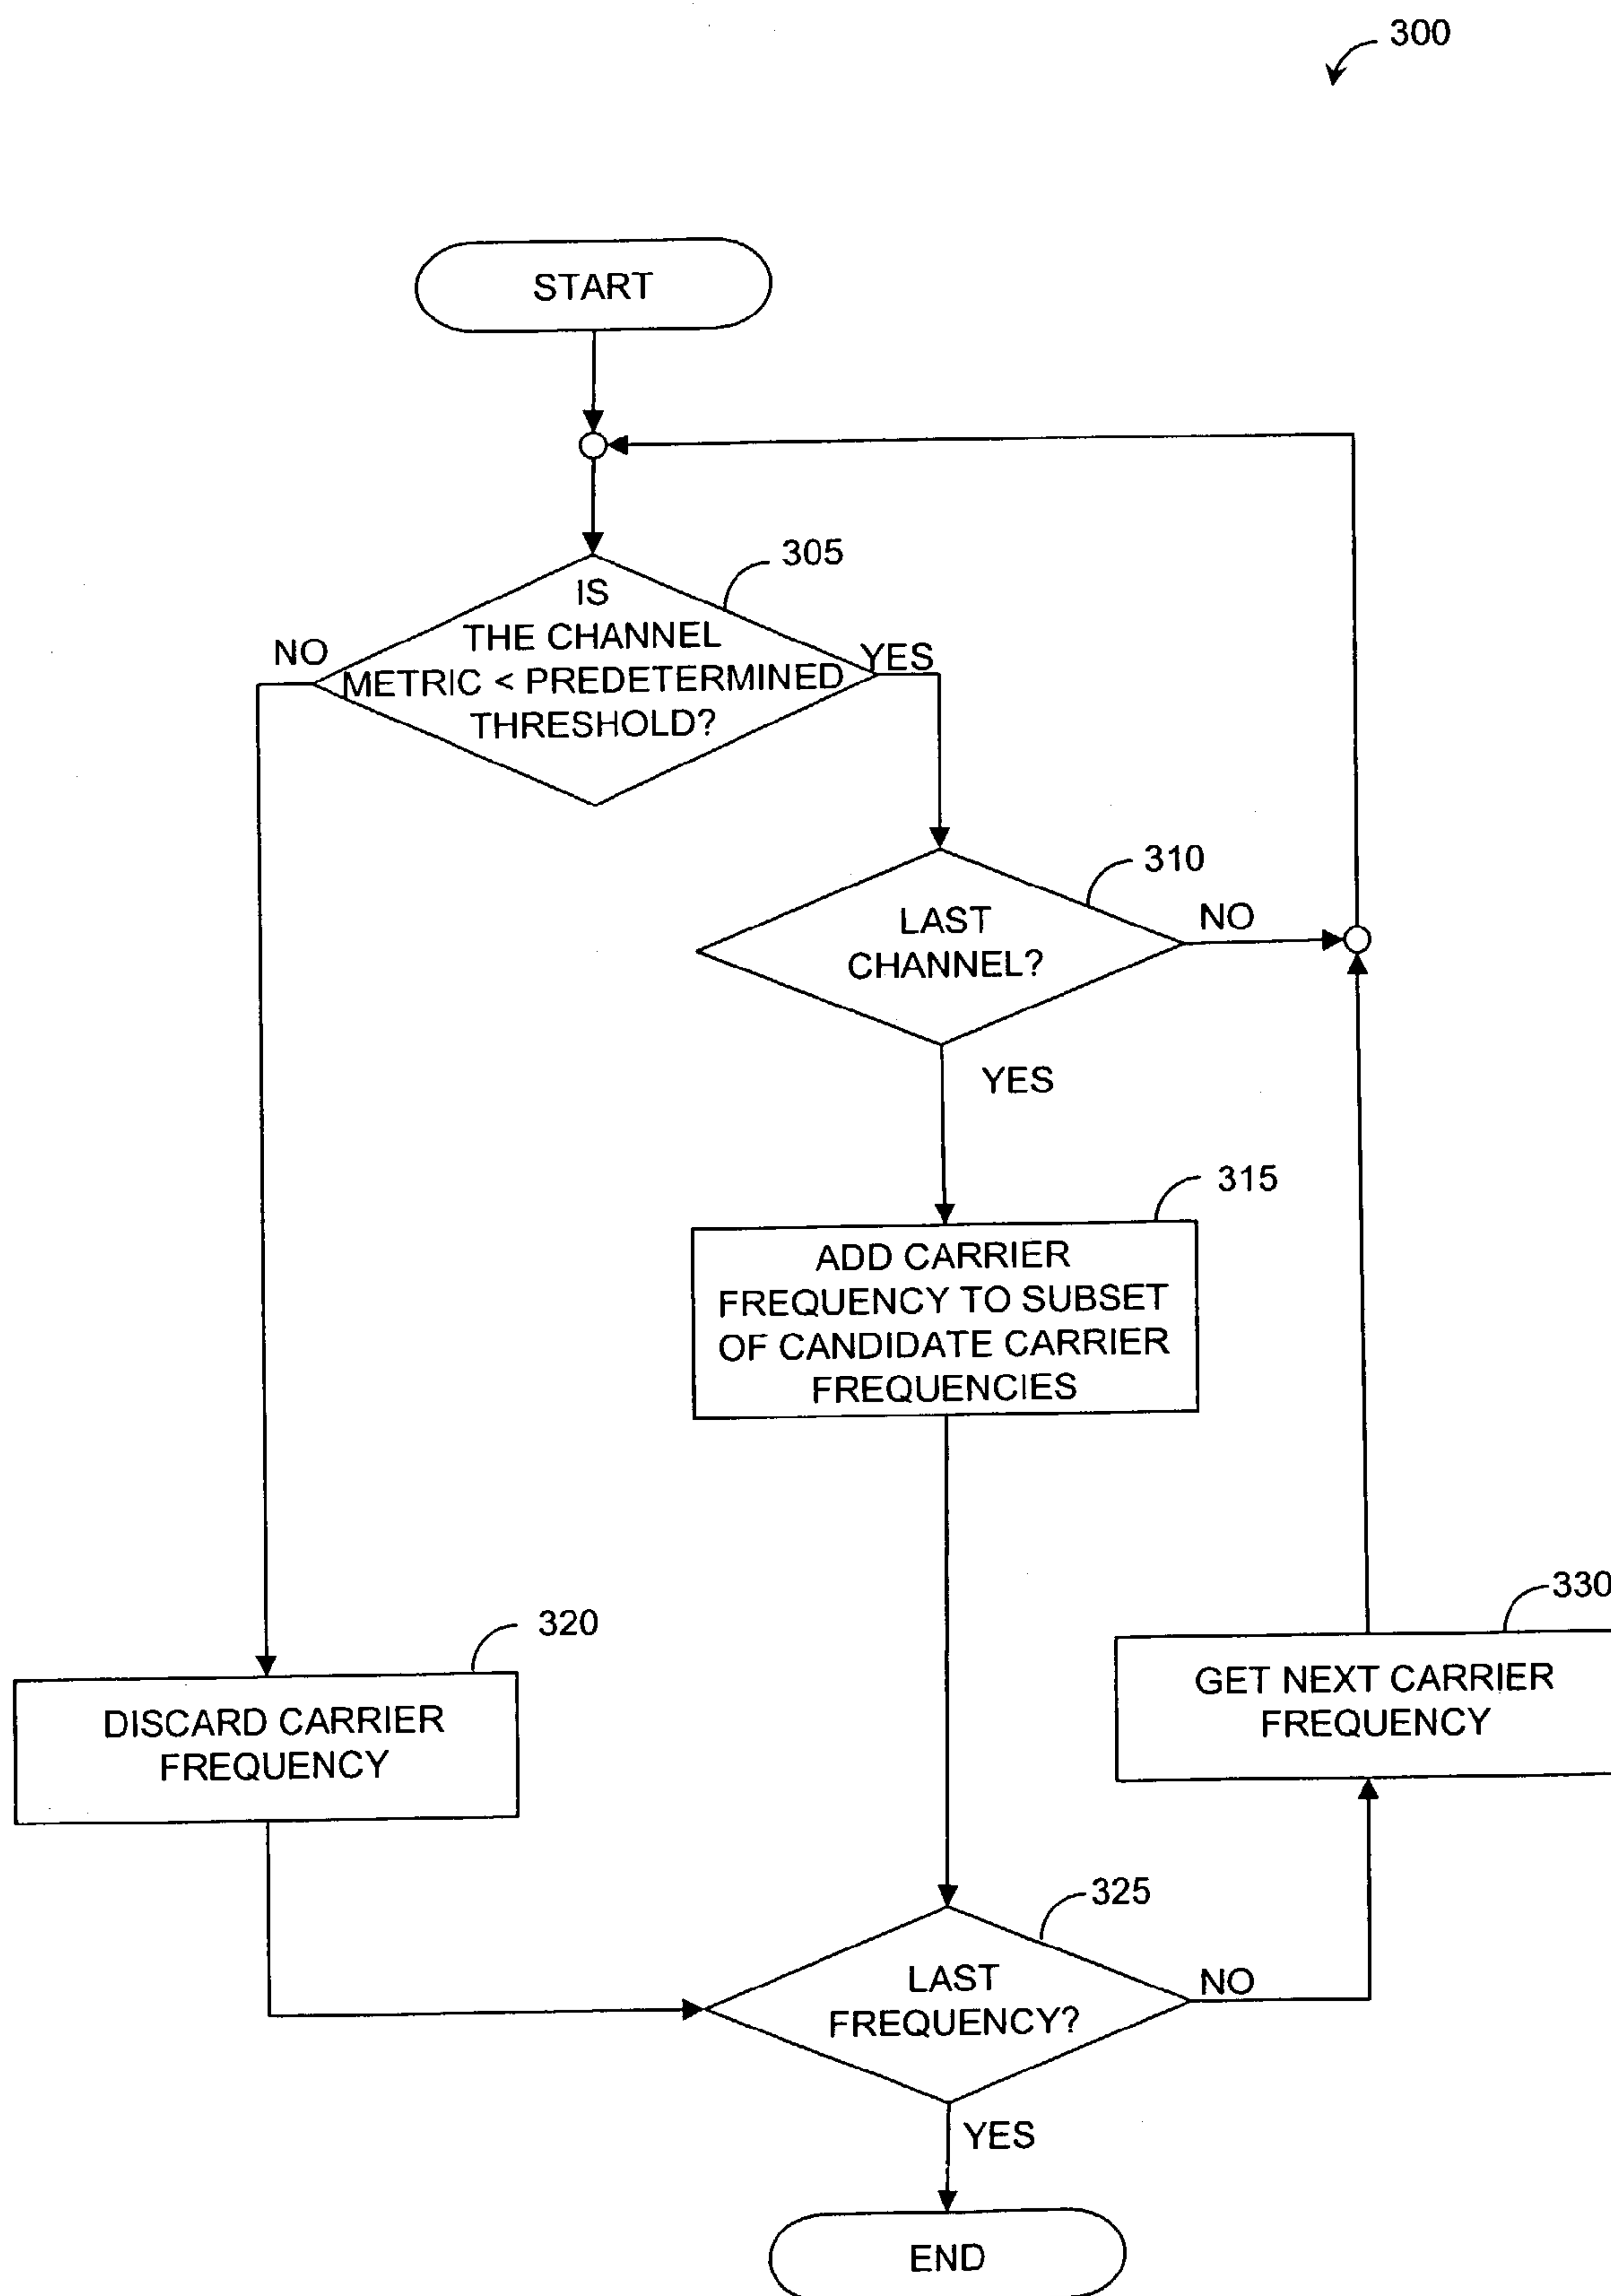 300
START
305
IS
THE CHANNEL
METRIC < PREDETERMINED
THRESHOLD?
NO
YES
310
LAST
CHANNEL?
NO
YES
315
ADD CARRIER
FREQUENCY TO SUBSET
OF CANDIDATE CARRIER
FREQUENCIES
320
DISCARD CARRIER
FREQUENCY
330
GET NEXT CARRIER
FREQUENCY
325
LAST
FREQUENCY?
NO
YES
END